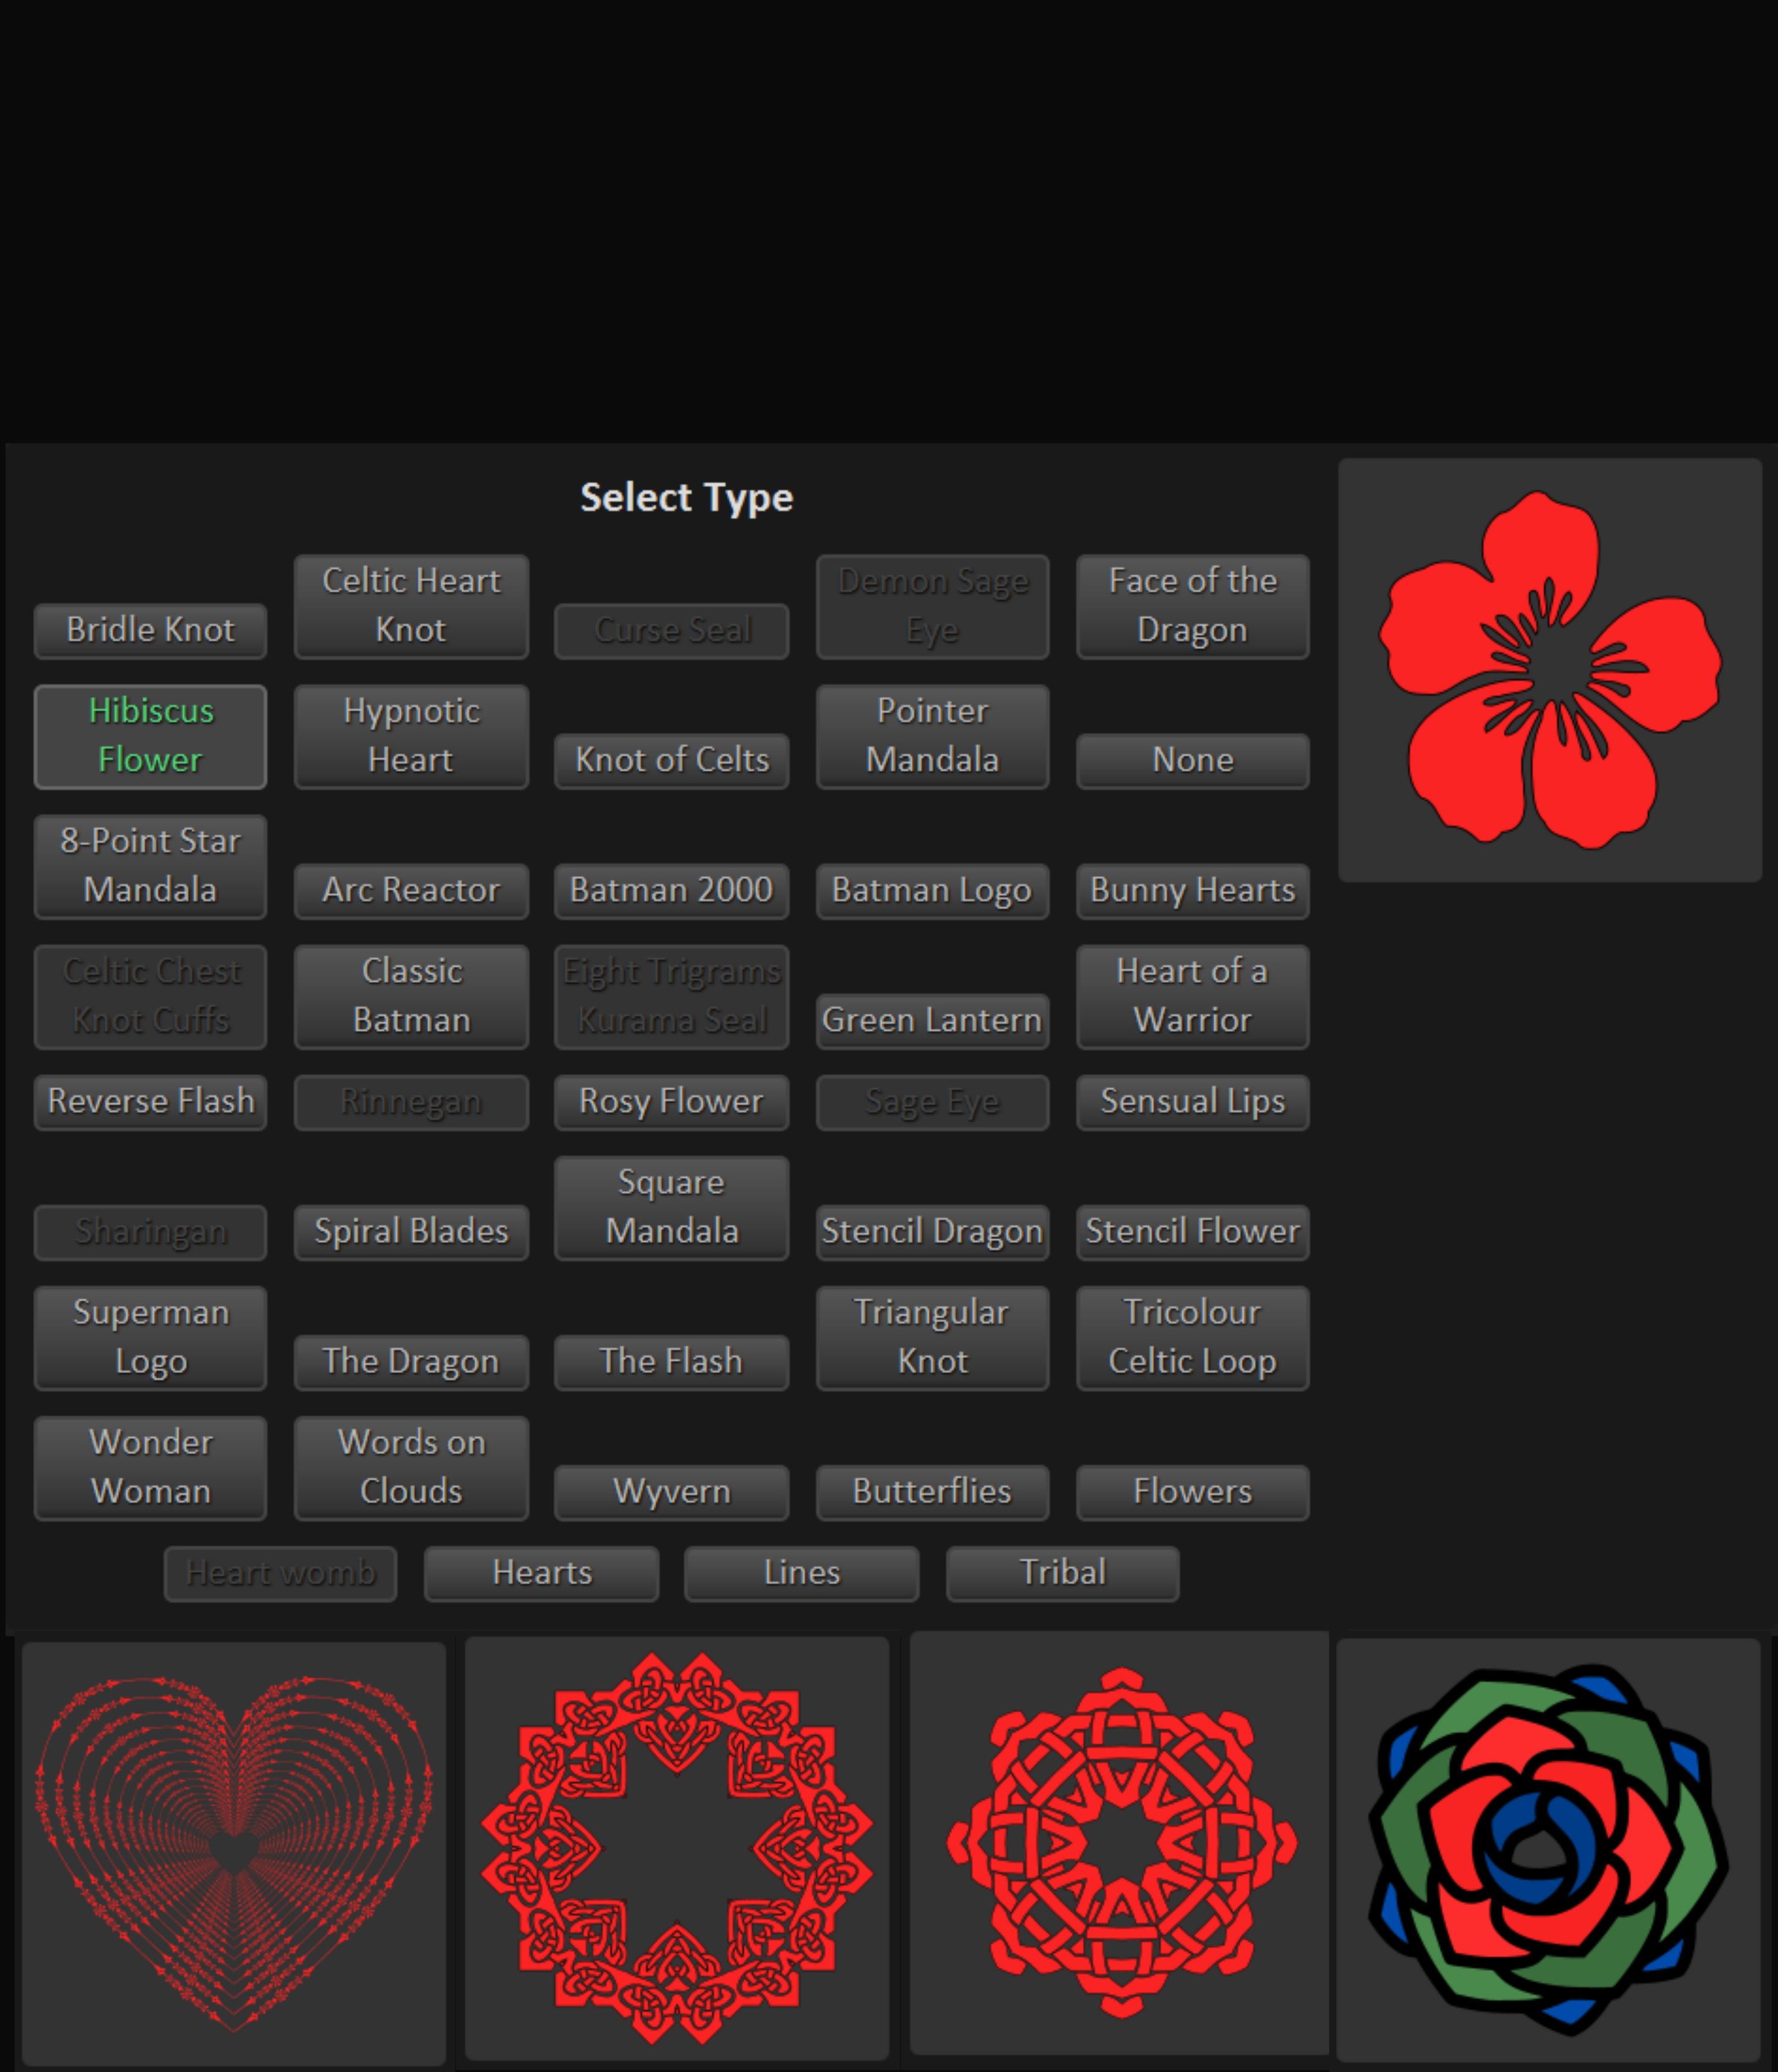 Select Type
Bridle Knot
Celtic Heart
Knot
Curse Seal
Demon Sage
Eye
Face of the
Dragon
Hibiscus
Flower
Hypnotic
Heart
Knot of Celts
Pointer
Mandala
None
8-Point Star
Mandala
Arc Reactor
Batman 2000
Batman Logo
Bunny Hearts
Celtic Chest
Knot Cuffs
Classic
Batman
Eight Trigrams
Kurama Seal
Green Lantern
Heart of a
Warrior
Reverse Flash
Rinnegan
Rosy Flower
Sage Eye
Sensual Lips
Sharingan
Spiral Blades
Square
Mandala
Stencil Dragon
Stencil Flower
Superman
Logo
The Dragon
The Flash
Triangular
Knot
Tricolour
Celtic Loop
Wonder
Woman
Words on
Clouds
Wyvern
Butterflies
Flowers
Heart womb
Hearts
Lines
Tribal